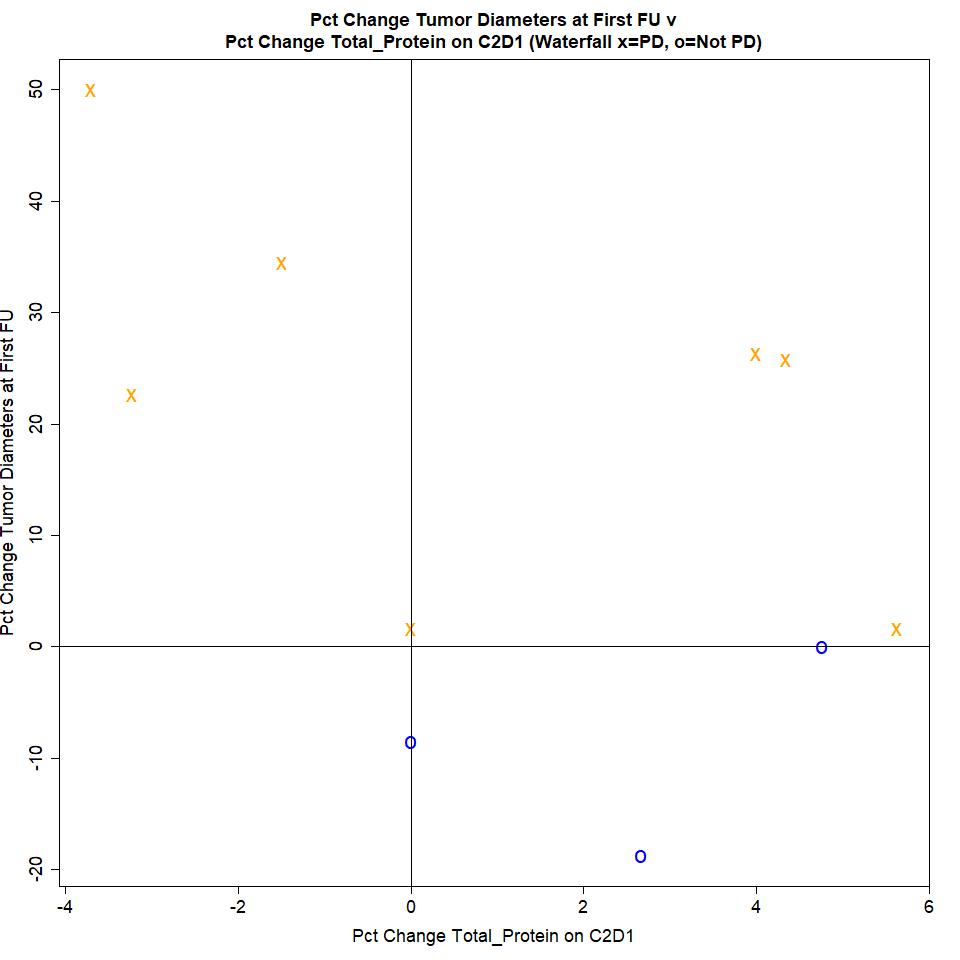 Pct Change Tumor Diameters at First FU v
Pct Change Total_Protein on C2D1 (Waterfall x=PD, o=Not PD)
Pct Change Tumor Diameters at First FU
50
40
30
20
10
0
-10
-20
X
X
X
X
X
X
X
O
O
O
-4
-2
0
2
4
6
Pct Change Total_Protein on C2D1